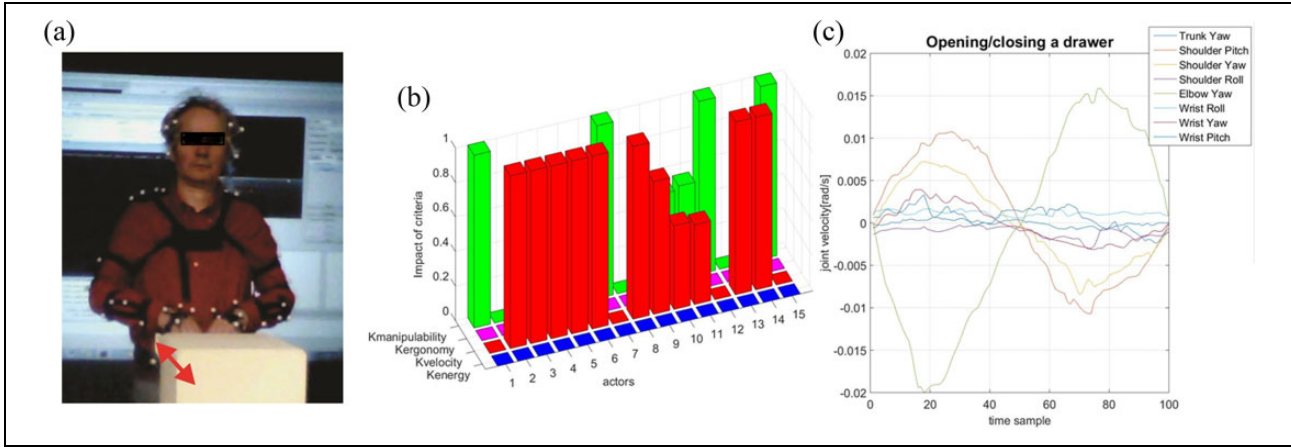 (a)
(b)
1
0.8
0.6
0.4
0.2
0
Impact of criteria
Kmanipulability
Kergonomy
Kvelocity
Kenergy
1
2
3
4
5
6
7
8
9
10
11
12
13
14
15
actors
(c)
Opening/closing a drawer
0.02
0.015
0.01
0.005
0
-0.005
-0.01
-0.015
-0.02
joint velocity[rad/s]
0
20
40
60
80
100
time sample
Trunk Yaw
Shoulder Pitch
Shoulder Yaw
Shoulder Roll
Elbow Yaw
Wrist Roll
Wrist Yaw
Wrist Pitch